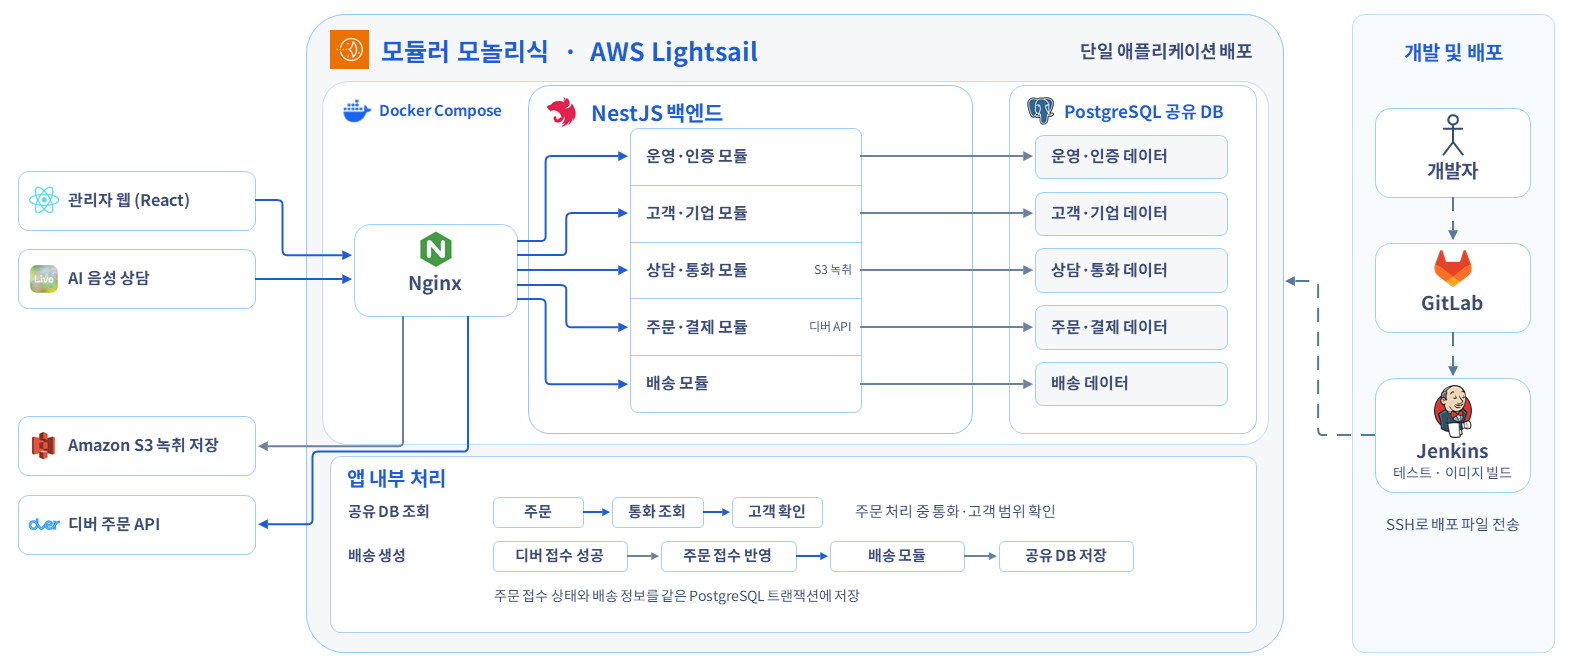 모듈러 모놀리식 · AWS Lightsail
단일 애플리케이션 배포
개발 및 배포
Docker Compose
NestJS 백엔드
PostgreSQL 공유 DB
관리자 웹 (React)
Live
AI 음성 상담
Nginx
운영·인증 모듈
고객·기업 모듈
상담·통화 모듈
S3 녹취
주문·결제 모듈
디버 API
배송 모듈
운영·인증 데이터
고객·기업 데이터
상담·통화 데이터
주문·결제 데이터
배송 데이터
개발자
GitLab
Jenkins
테스트 · 이미지 빌드
SSH로 배포 파일 전송
Amazon S3 녹취 저장
dver
디버 주문 API
앱 내부 처리
공유 DB 조회
주문
통화 조회
고객 확인
주문 처리 중 통화·고객 범위 확인
배송 생성
디버 접수 성공
주문 접수 반영
배송 모듈
공유 DB 저장
주문 접수 상태와 배송 정보를 같은 PostgreSQL 트랜잭션에 저장